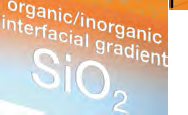 organic/inorganic
interfacial gradient
SiO₂